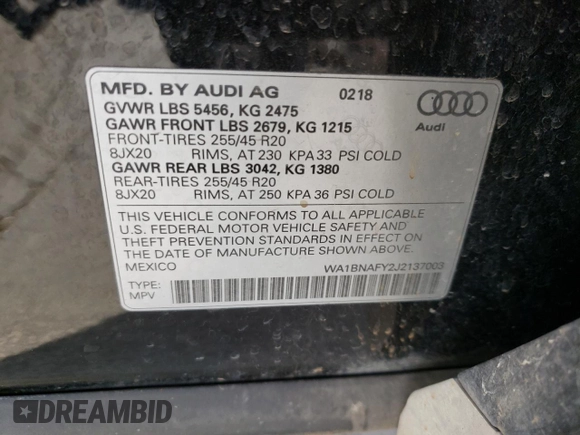 MFD. BY AUDI AG 0218
GVWR LBS 5456, KG 2475
GAWR FRONT LBS 2679, KG 1215
FRONT-TIRES 255/45 R20
8JX20 RIMS, AT 230 KPA 33 PSI COLD
GAWR REAR LBS 3042, KG 1380
REAR-TIRES 255/45 R20
8JX20 RIMS, AT 250 KPA 36 PSI COLD
Audi
THIS VEHICLE CONFORMS TO ALL APPLICABLE
U.S. FEDERAL MOTOR VEHICLE SAFETY AND
THEFT PREVENTION STANDARDS IN EFFECT ON
THE DATE OF MANUFACTURE SHOWN ABOVE.
MEXICO WA1BNAFY2J2137003
TYPE:
MPV
DREAMBID